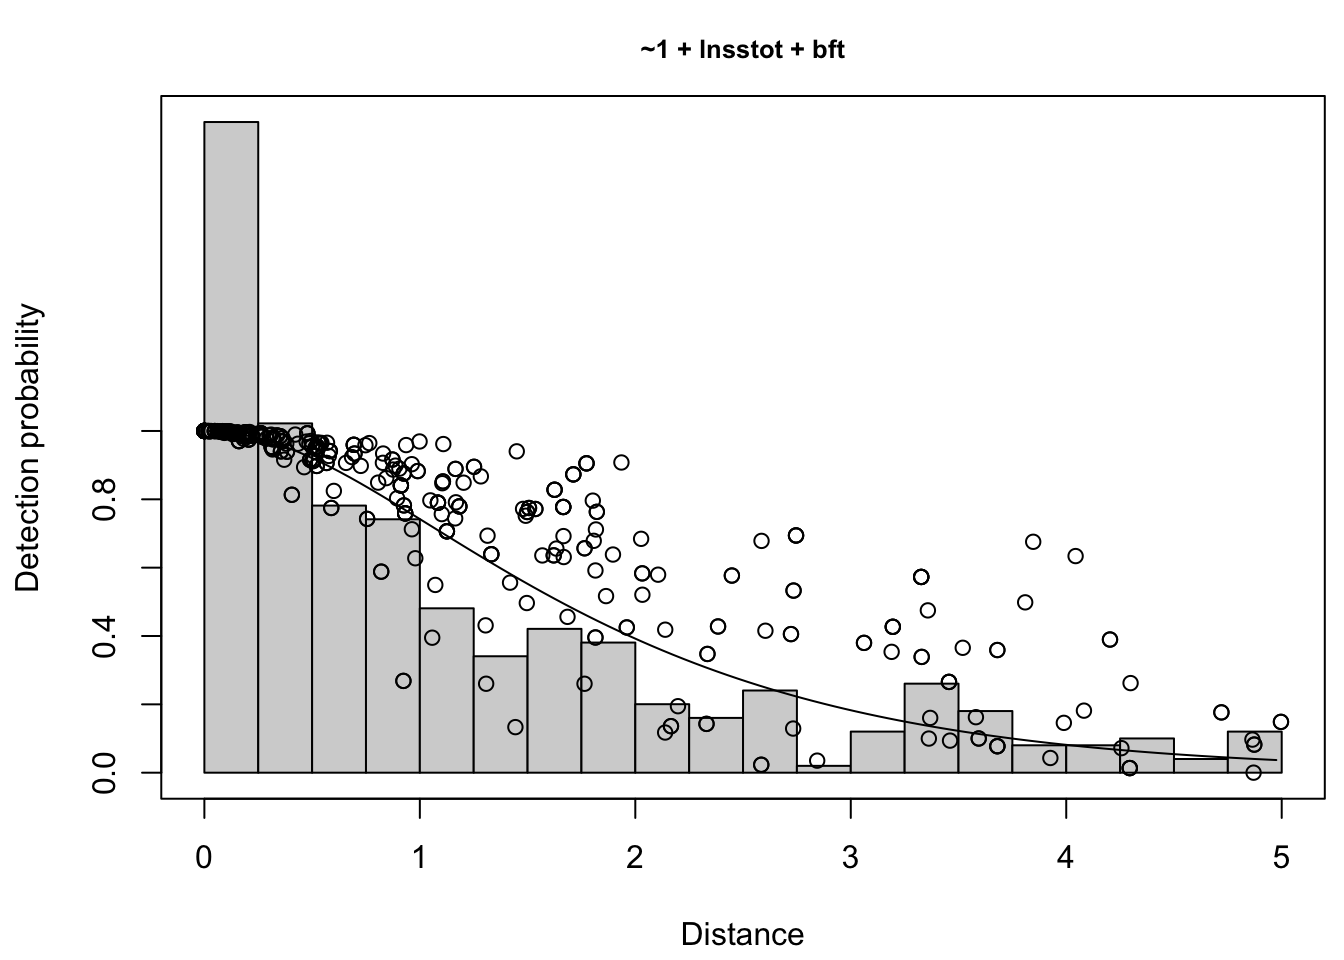 ~1 + lnsstot + bft
Detection probability
0.8
0.4
0.0
0 1 2 3 4 5
Distance